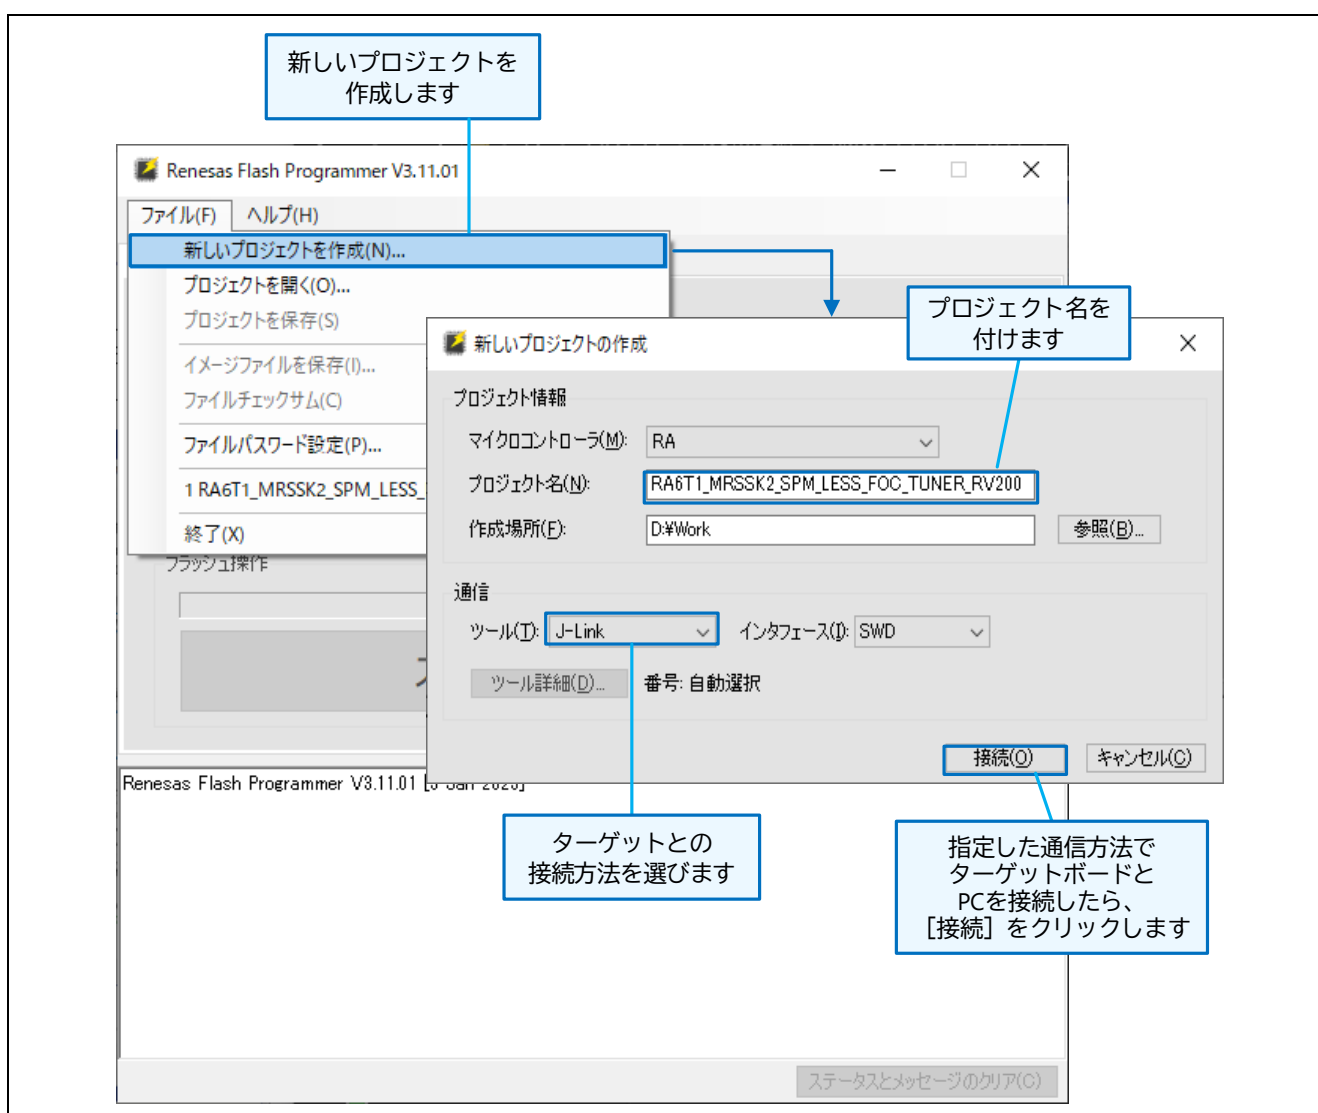 新しいプロジェクトを
作成します
Renesas Flash Programmer V3.11.01
ファイル(F) ヘルプ(H)
新しいプロジェクトを作成(N)...
プロジェクトを開く(O)...
プロジェクトを保存(S)
イメージファイルを保存(I)...
ファイルチェックサム(C)
ファイルパスワード設定(P)...
1 RA6T1_MRSSK2_SPM_LESS_
終了(X)
フラッシュ操作
プロジェクト名を
付けます
新しいプロジェクトの作成
プロジェクト情報
マイクロコントローラ(M): RA
プロジェクト名(N): RA6T1_MRSSK2_SPM_LESS_FOC_TUNER_RV200
作成場所(F): D:¥Work 参照(B)...
通信
ツール(T): J-Link インタフェース(I): SWD
ツール詳細(D)... 番号: 自動選択
接続(O) キャンセル(C)
Renesas Flash Programmer V3.11.01
ターゲットとの
接続方法を選びます
指定した通信方法で
ターゲットボードと
PCを接続したら、
［接続］をクリックします
ステータスとメッセージのクリア(C)